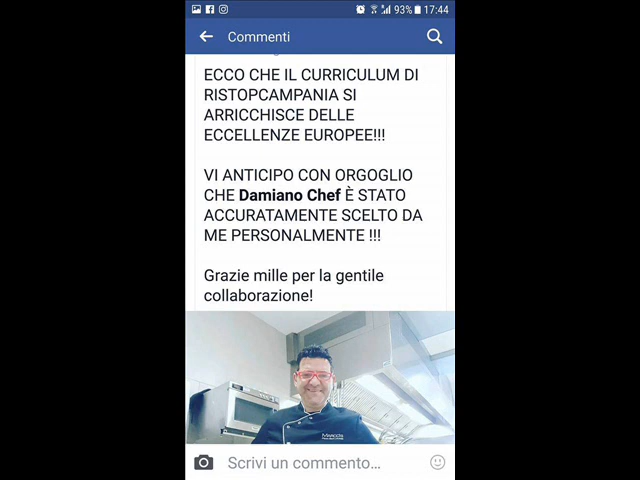 93% 17:44
Commenti
ECCO CHE IL CURRICULUM DI
RISTOPCAMPANIA SI
ARRICCHISCE DELLE
ECCELLENZE EUROPEE!!!
VI ANTICIPO CON ORGOGLIO
CHE Damiano Chef È STATO
ACCURATAMENTE SCELTO DA
ME PERSONALMENTE !!!
Grazie mille per la gentile
collaborazione!
Scrivi un commento...